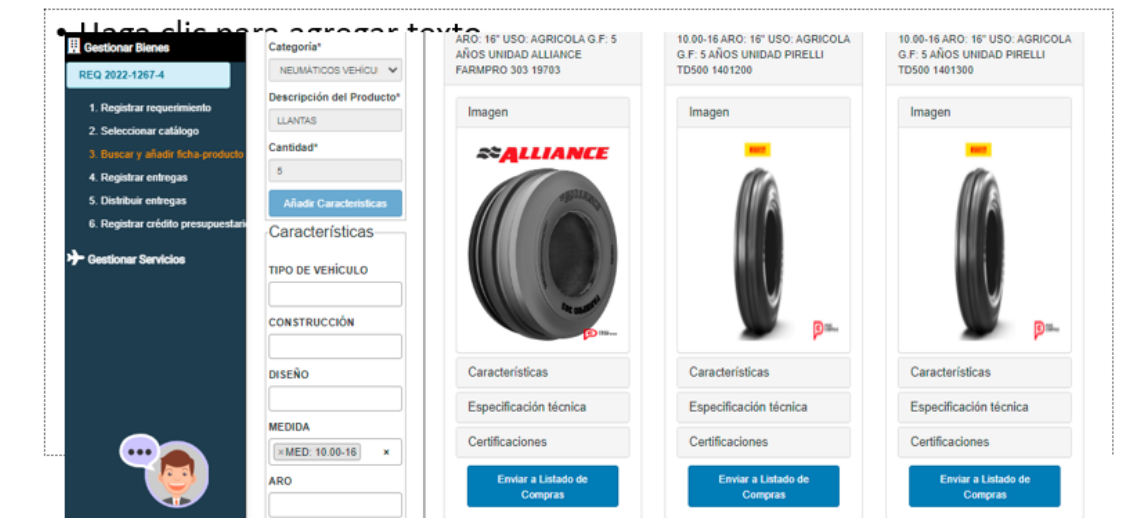 • Haga clic para agregar texto
Gestionar Bienes
REQ 2022-1267-4
1. Registrar requerimiento
2. Seleccionar catálogo
3. Buscar y añadir ficha-producto
4. Registrar entregas
5. Distribuir entregas
6. Registrar crédito presupuestari
Gestionar Servicios
Categoría*
NEUMÁTICOS VEHÍCU
Descripción del Producto*
LLANTAS
Cantidad*
5
Añadir Características
Características
TIPO DE VEHÍCULO
CONSTRUCCIÓN
DISEÑO
MEDIDA
×MED: 10.00-16 ×
ARO
ARO: 16" USO: AGRICOLA G.F: 5
AÑOS UNIDAD ALLIANCE
FARMPRO 303 19703
Imagen
ALLIANCE
Características
Especificación técnica
Certificaciones
Enviar a Listado de
Compras
10.00-16 ARO: 16" USO: AGRICOLA
G.F: 5 AÑOS UNIDAD PIRELLI
TD500 1401200
Imagen
Características
Especificación técnica
Certificaciones
Enviar a Listado de
Compras
10.00-16 ARO: 16" USO: AGRICOLA
G.F: 5 AÑOS UNIDAD PIRELLI
TD500 1401300
Imagen
Características
Especificación técnica
Certificaciones
Enviar a Listado de
Compras